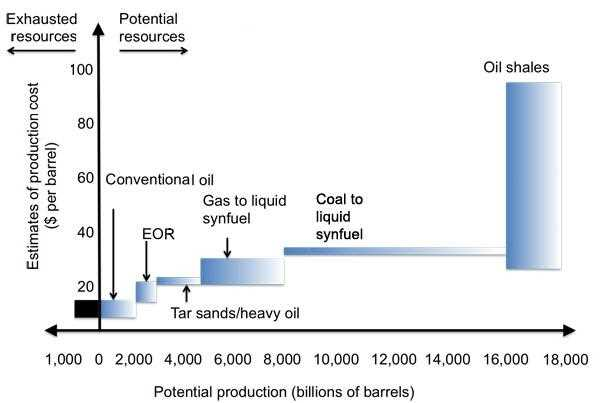 Exhausted
resources
Potential
resources
Estimates of production cost
($ per barrel)
100
80
60
40
20
Oil shales
Conventional oil
Gas to liquid
synfuel
Coal to
liquid
synfuel
EOR
Tar sands/heavy oil
1,000 0 2,000 4,000 6,000 8,000 10,000 12,000 14,000 16,000 18,000
Potential production (billions of barrels)